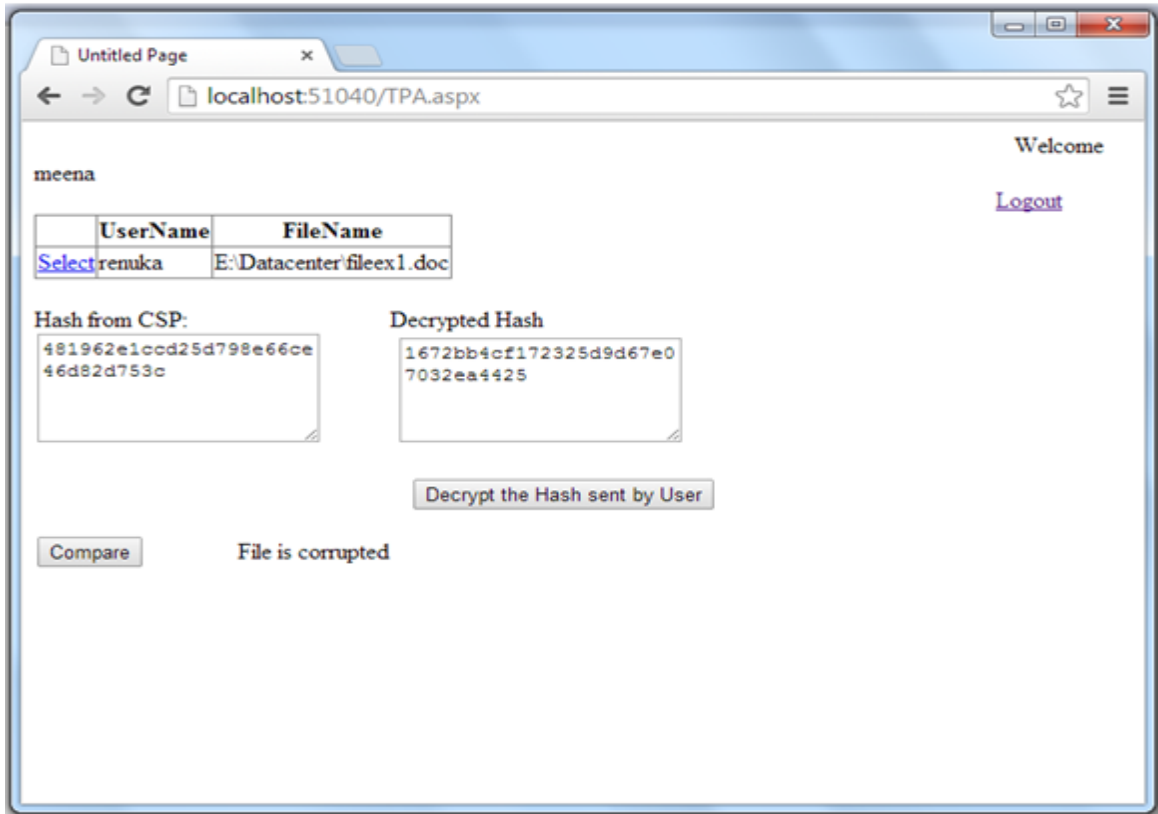 Untitled Page
localhost:51040/TPA.aspx
Welcome
meena
Logout
UserName FileName
Select renuka E:\Datacenter\fileex1.doc
Hash from CSP: Decrypted Hash
481962e1ccd25d798e66ce 1672bb4cf172325d9d67e0
46d82d753c 7032ea4425
Decrypt the Hash sent by User
Compare File is corrupted